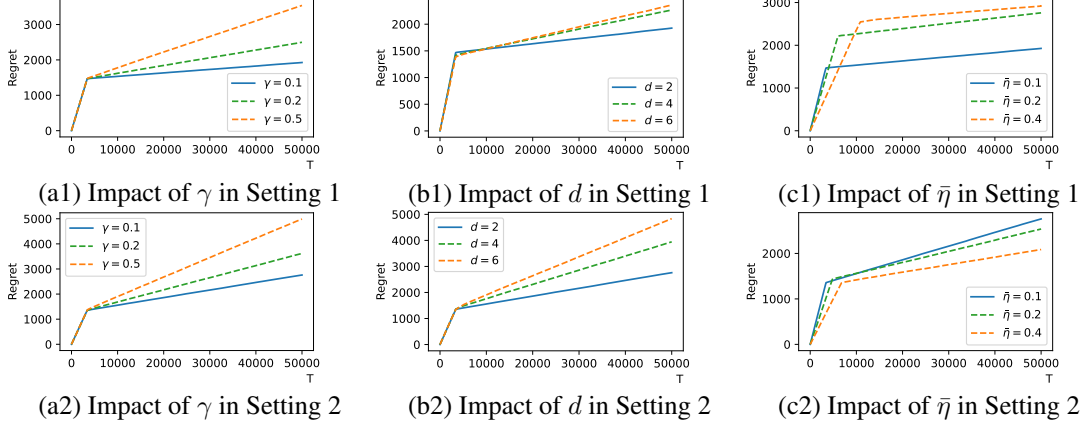 3000
2000
1000
0
Regret
γ = 0.1
γ = 0.2
γ = 0.5
0 10000 20000 30000 40000 50000
T
(a1) Impact of γ in Setting 1
2000
1500
1000
500
0
Regret
d = 2
d = 4
d = 6
0 10000 20000 30000 40000 50000
T
(b1) Impact of d in Setting 1
3000
2000
1000
0
Regret
η̄ = 0.1
η̄ = 0.2
η̄ = 0.4
0 10000 20000 30000 40000 50000
T
(c1) Impact of η̄ in Setting 1
5000
4000
3000
2000
1000
0
Regret
γ = 0.1
γ = 0.2
γ = 0.5
0 10000 20000 30000 40000 50000
T
(a2) Impact of γ in Setting 2
5000
4000
3000
2000
1000
0
Regret
d = 2
d = 4
d = 6
0 10000 20000 30000 40000 50000
T
(b2) Impact of d in Setting 2
2000
1000
0
Regret
η̄ = 0.1
η̄ = 0.2
η̄ = 0.4
0 10000 20000 30000 40000 50000
T
(c2) Impact of η̄ in Setting 2